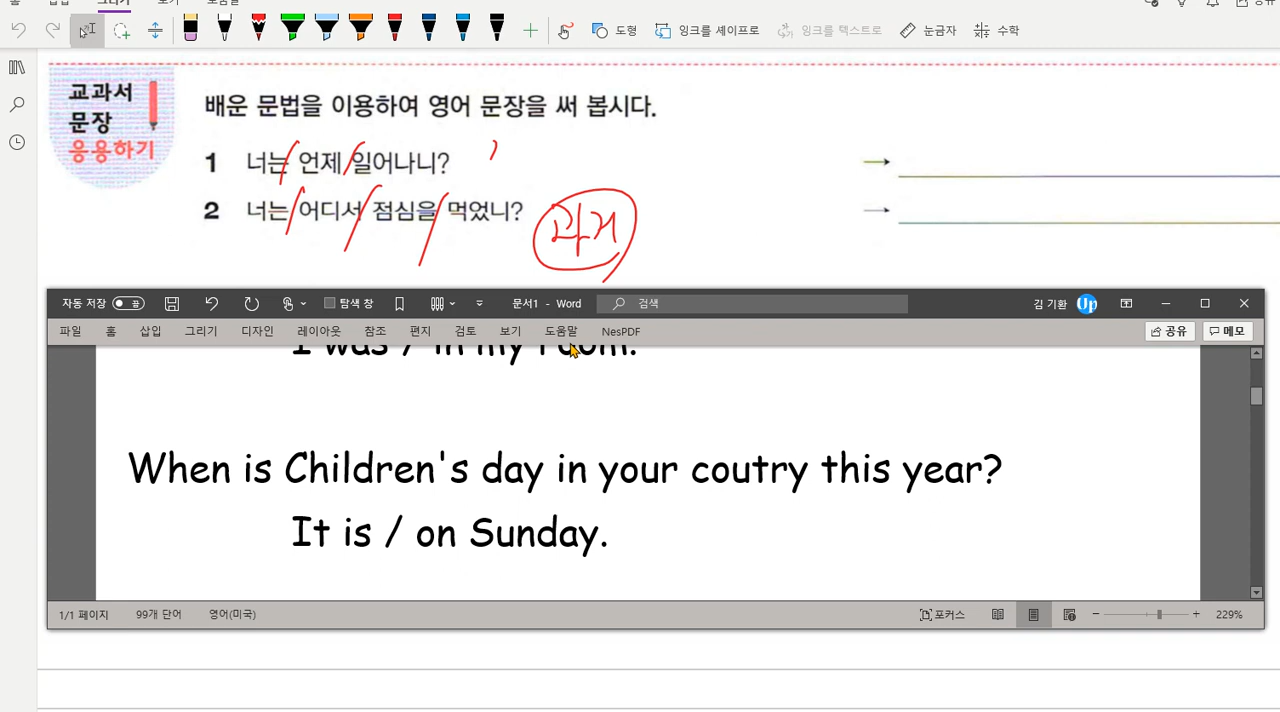 도형
잉크를 셰이프로
잉크를 텍스트로
눈금자
수학
교과서
문장
응용하기
배운 문법을 이용하여 영어 문장을 써 봅시다.
1 너는/ 언제/ 일어나니?
2 너는/ 어디서/ 점심을/ 먹었니?
과거
자동 저장
끔
탐색 창
문서1 - Word
검색
김 기환
파일 홈 삽입 그리기 디자인 레이아웃 참조 편지 검토 보기 도움말 NesPDF
공유
메모
I was / in my room.
When is Children's day in your coutry this year?
It is / on Sunday.
1/1 페이지 99개 단어 영어(미국)
포커스
229%